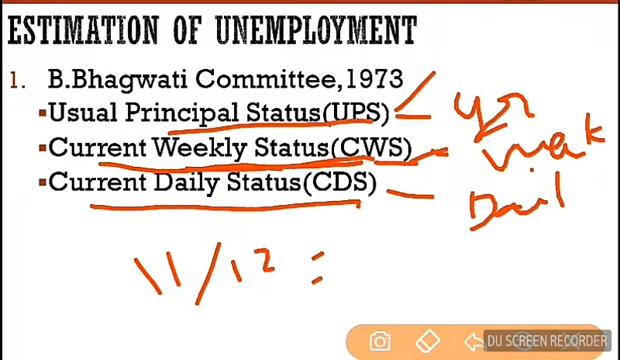 ESTIMATION OF UNEMPLOYMENT
1. B.Bhagwati Committee,1973
▪Usual Principal Status(UPS)
▪Current Weekly Status(CWS)
▪Current Daily Status(CDS)
week
Dail
11/12 :
DU SCREEN RECORDER